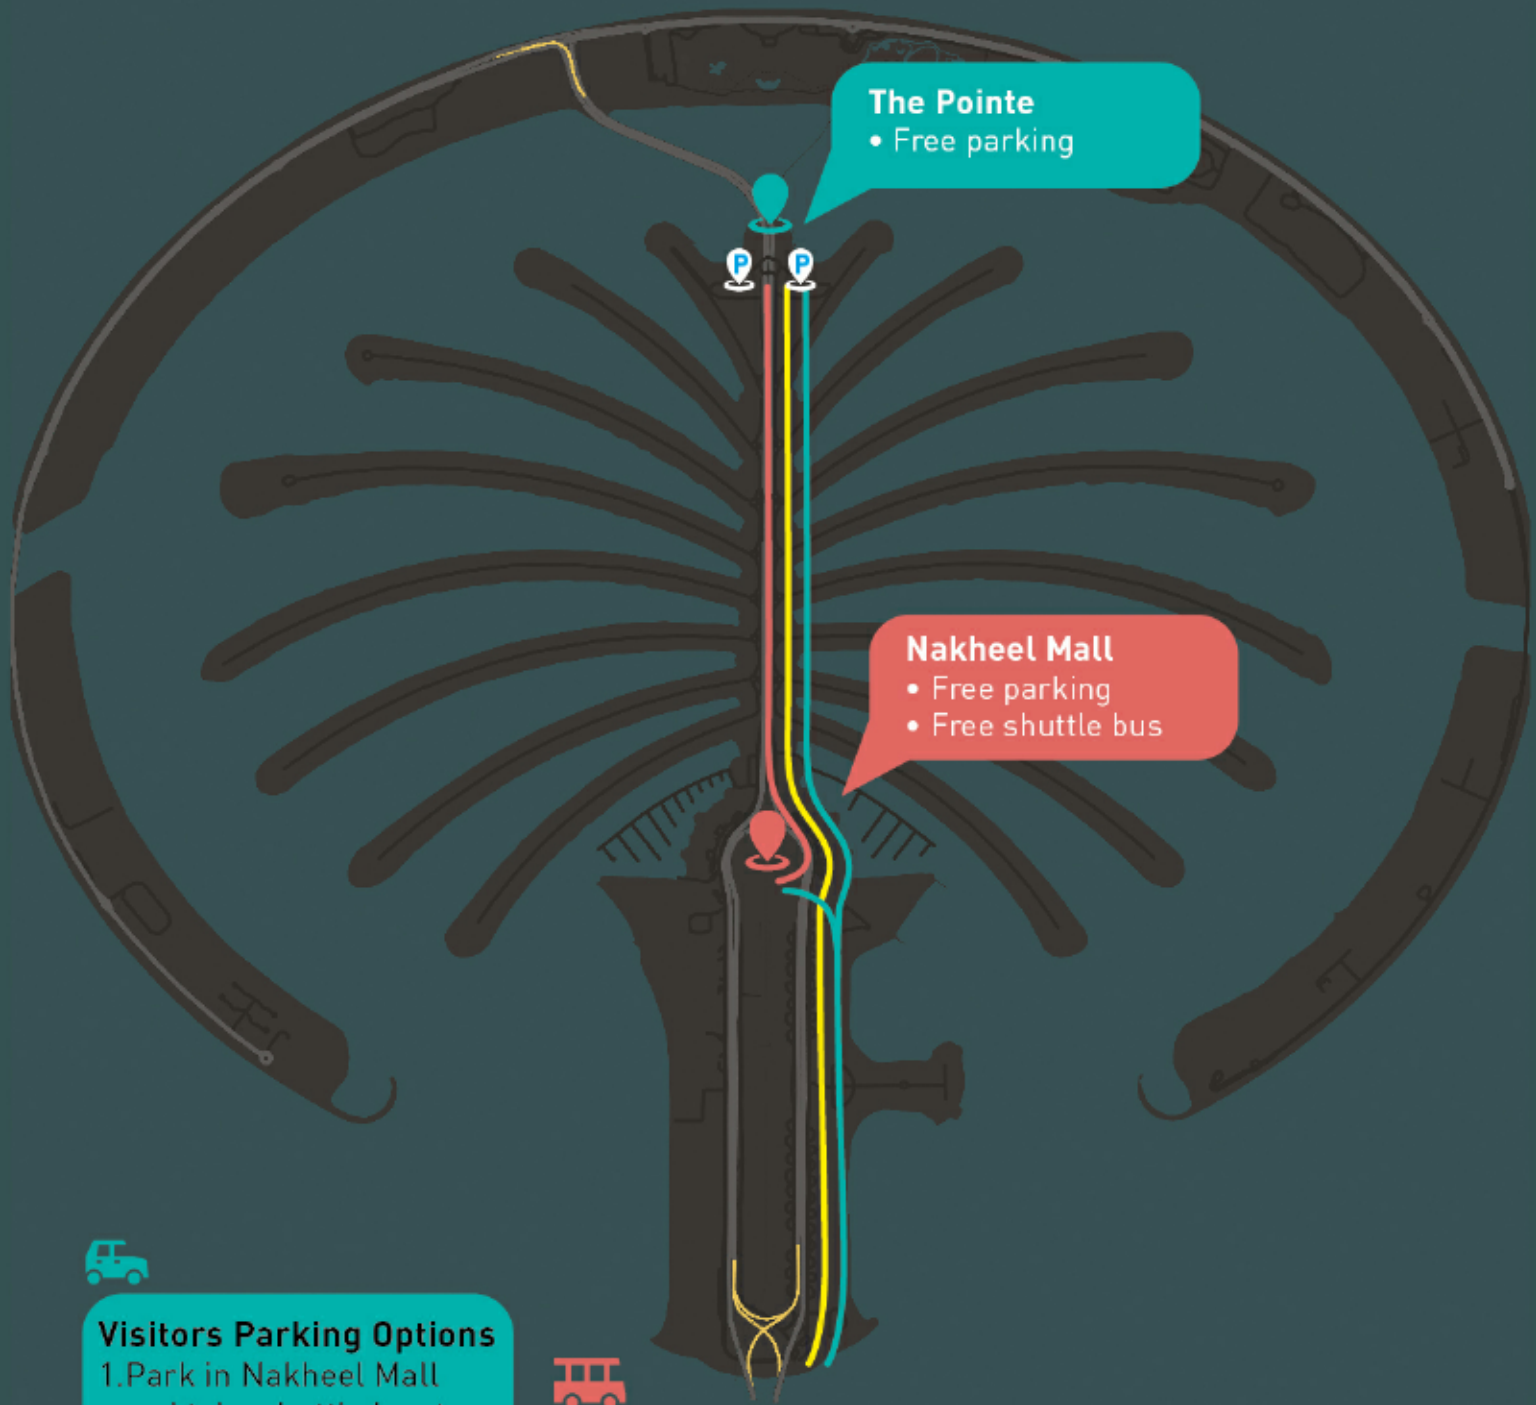 The Pointe
• Free parking
P P
Nakheel Mall
• Free parking
• Free shuttle bus
Visitors Parking Options
1.Park in Nakheel Mall